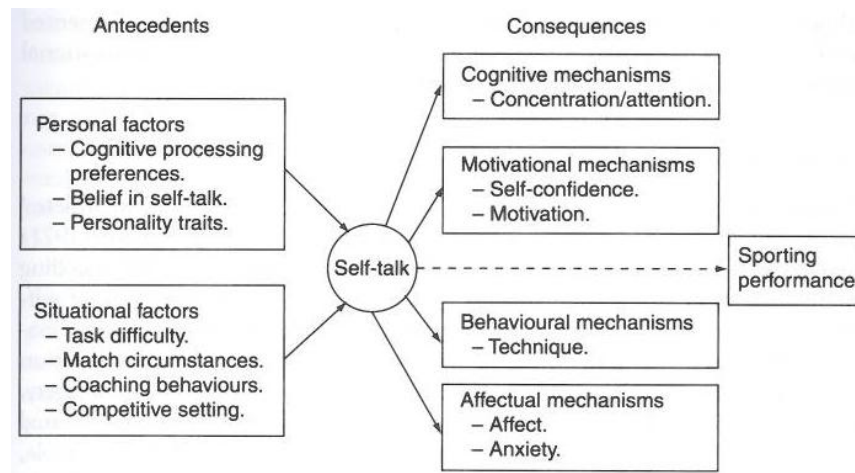 Antecedents
Consequences
Personal factors
– Cognitive processing
preferences.
– Belief in self-talk.
– Personality traits.
Situational factors
– Task difficulty.
– Match circumstances.
– Coaching behaviours.
– Competitive setting.
Self-talk
Cognitive mechanisms
– Concentration/attention.
Motivational mechanisms
– Self-confidence.
– Motivation.
Behavioural mechanisms
– Technique.
Affectual mechanisms
– Affect.
– Anxiety.
Sporting
performance